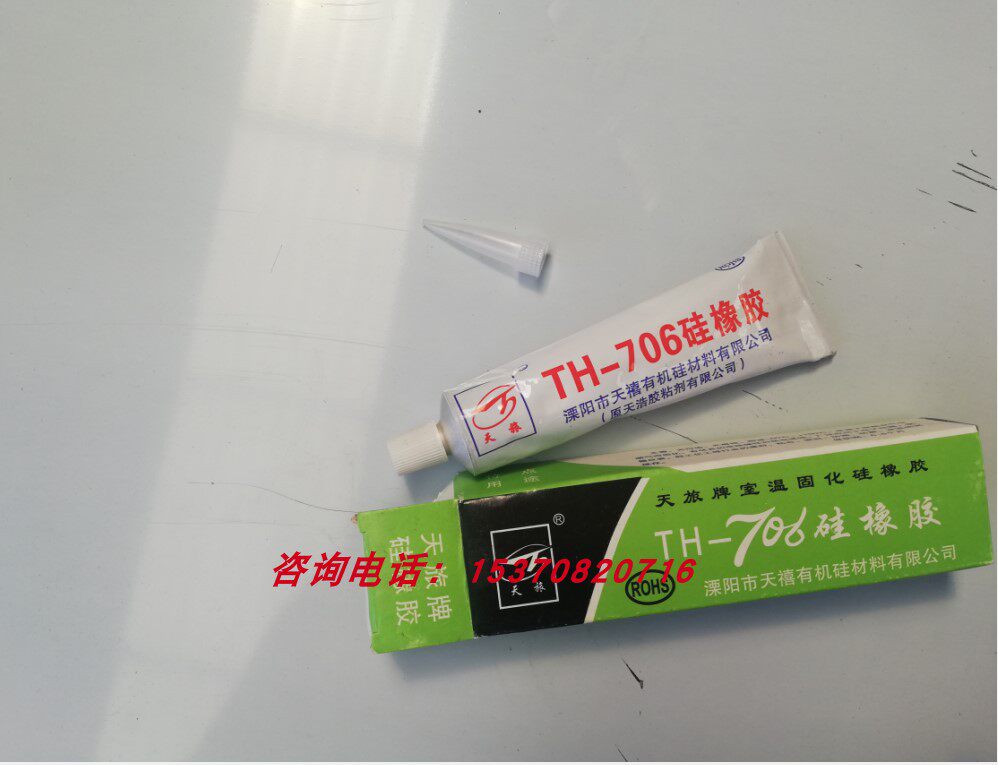 ROHS
TH-706硅橡胶
溧阳市天禧有机硅材料有限公司
(原天浩胶粘剂有限公司)
天旅
天旅牌室温固化硅橡胶
TH-706硅橡胶
ROHS
溧阳市天禧有机硅材料有限公司
®
天旅
天旅牌
硅橡胶
咨询电话：15370820716